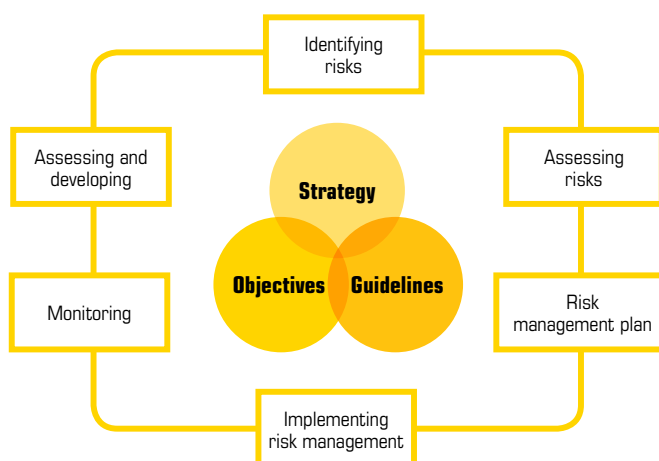 Identifying
risks
Assessing and
developing
Assessing
risks
Strategy
Objectives
Guidelines
Monitoring
Risk
management plan
Implementing
risk management